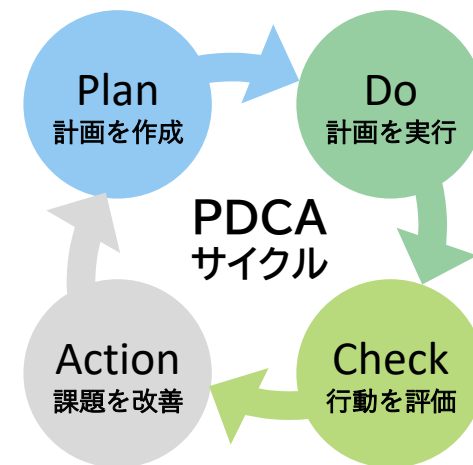 Plan
計画を作成
Do
計画を実行
PDCA
サイクル
Action
課題を改善
Check
行動を評価